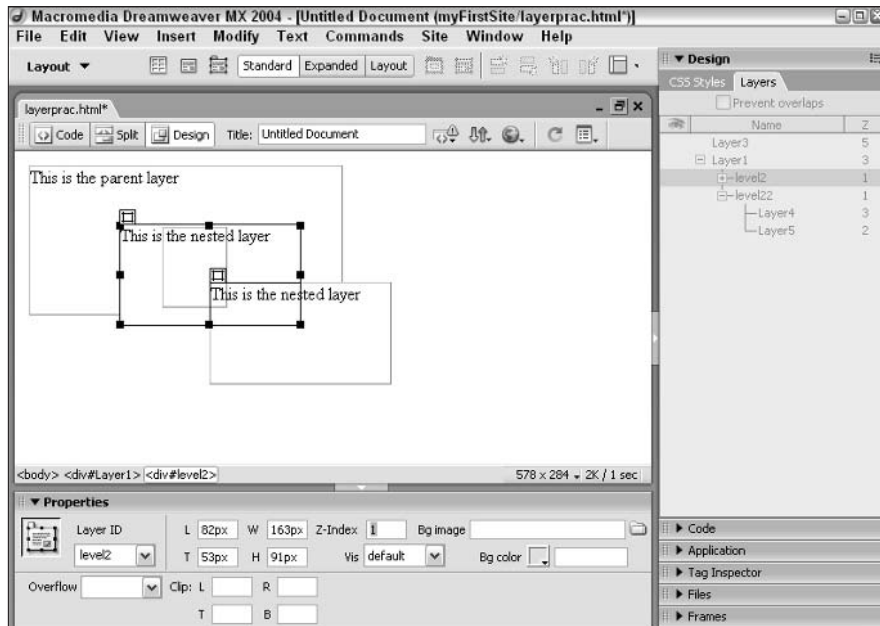 Macromedia Dreamweaver MX 2004 - [Untitled Document (myFirstSite/layerprac.html*)]
File Edit View Insert Modify Text Commands Site Window Help
Layout Standard Expanded Layout
Design
CSS Styles Layers
Prevent overlaps
Name Z
Layer3 5
Layer1 3
level2 1
level22 1
Layer4 3
Layer5 2
layerprac.html*
Code Split Design Title: Untitled Document
This is the parent layer
This is the nested layer
This is the nested layer
<body> <div#Layer1> <div#level2> 578 x 284 2K / 1 sec
Properties
Layer ID L 82px W 163px Z-Index 1 Bg image
level2 T 53px H 91px Vis default Bg color
Overflow Clip: L R
T B
Code
Application
Tag Inspector
Files
Frames